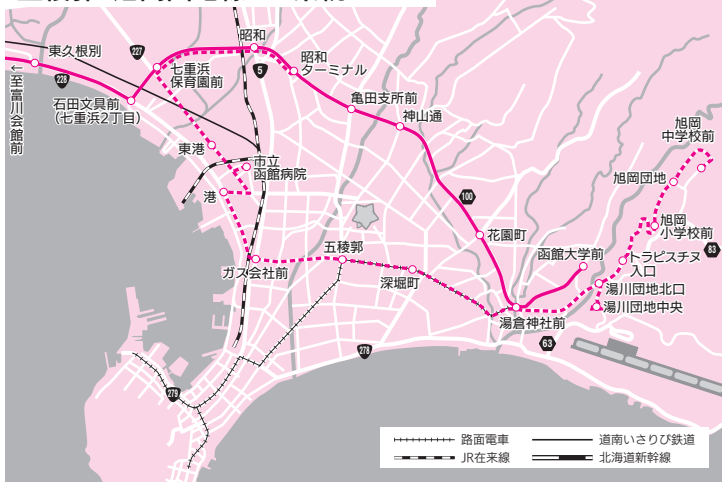 東久根別
227
昭和
5
昭和
ターミナル
七重浜
保育園前
228
←至富川会館前
石田文具前
(七重浜2丁目)
亀田支所前
神山通
東港
市立
函館病院
港
旭岡
中学校前
旭岡団地
100
旭岡
小学校前
83
花園町
函館大学前
トラピスチヌ
入口
五稜郭
ガス会社前
深堀町
湯川団地北口
湯川団地中央
湯倉神社前
63
278
279
路面電車
道南いさりび鉄道
JR在来線
北海道新幹線